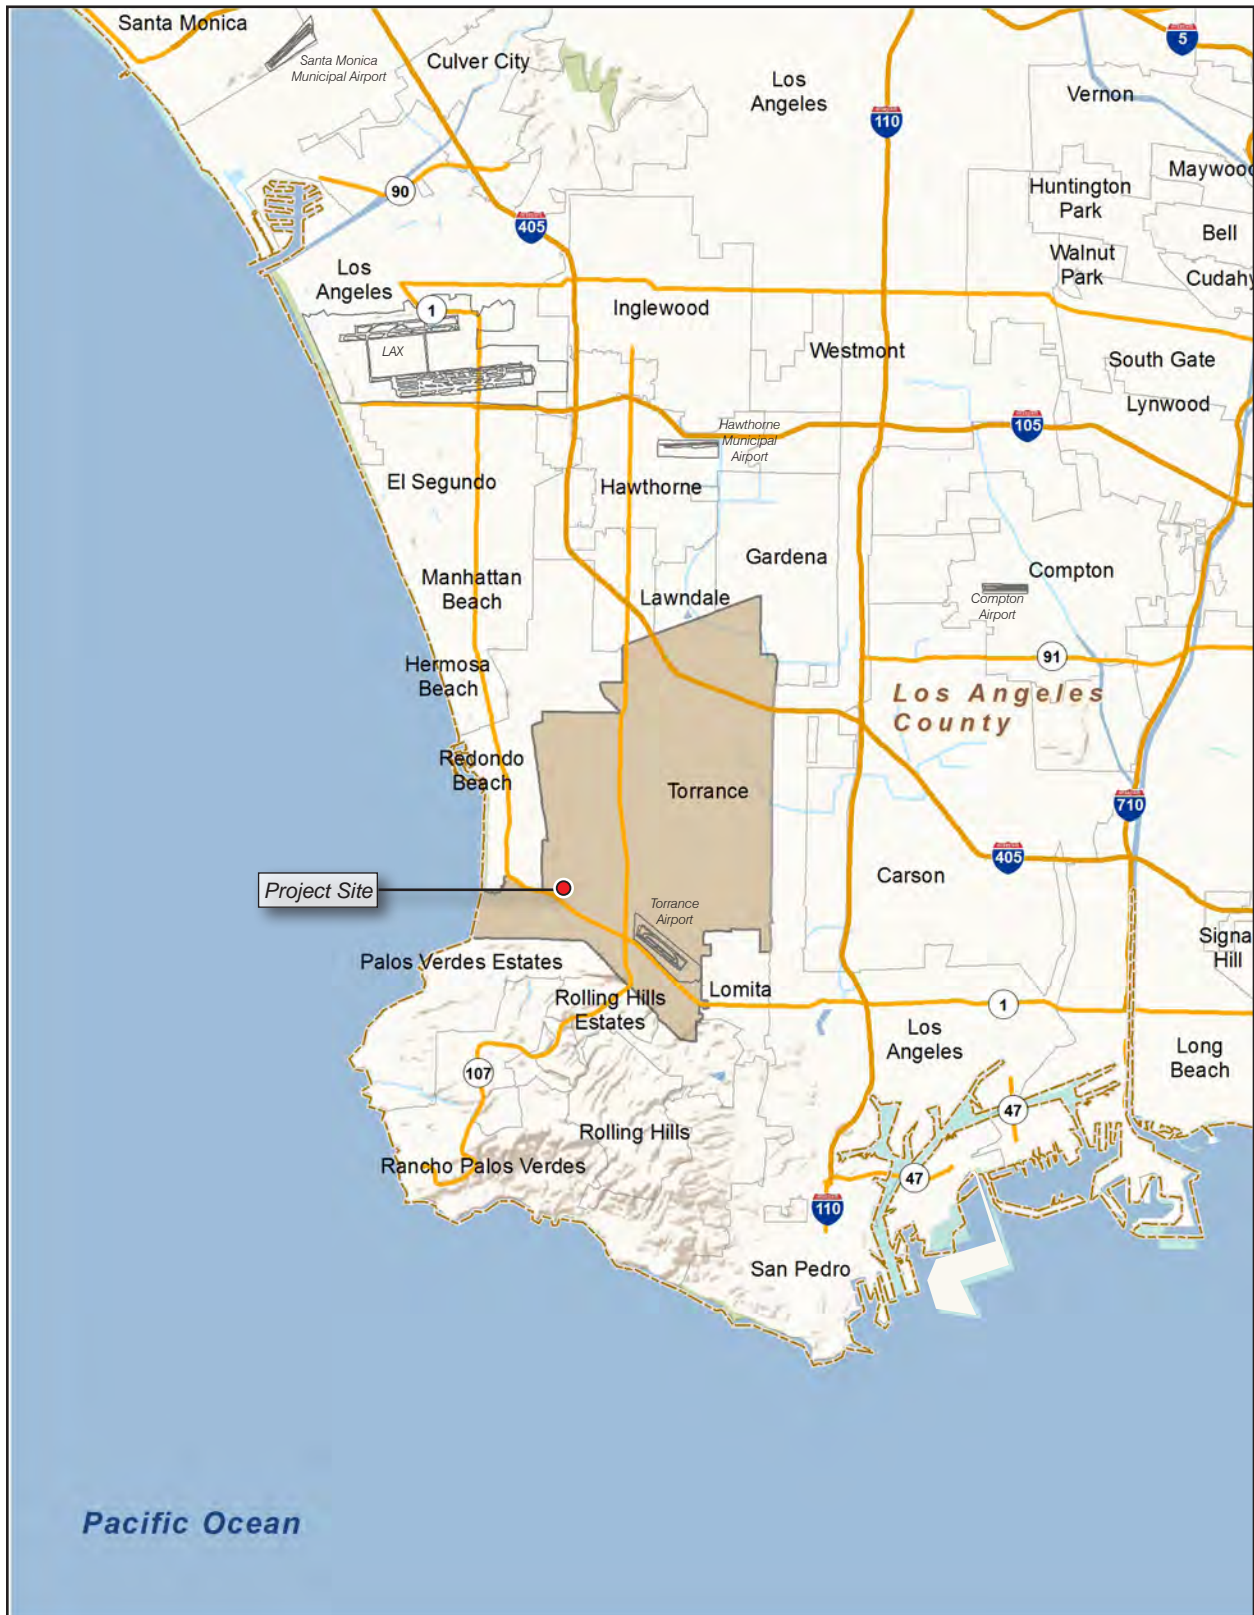 Santa Monica
Santa Monica
Municipal Airport
Culver City
Los
Angeles
5
Vernon
110
Maywood
Huntington
Park
90
405
Bell
Walnut
Park
Cudahy
Los
Angeles
1
Inglewood
LAX
Westmont
South Gate
Lynwood
105
Hawthorne
Municipal
Airport
El Segundo
Hawthorne
Gardena
Compton
Manhattan
Beach
Lawndale
Compton
Airport
Hermosa
Beach
91
Los Angeles
County
Redondo
Beach
Torrance
710
405
Carson
Project Site
Torrance
Airport
Signa
Hill
Palos Verdes Estates
Rolling Hills
Estates
Lomita
1
Los
Angeles
Long
Beach
107
47
Rolling Hills
Rancho Palos Verdes
47
110
San Pedro
Pacific Ocean